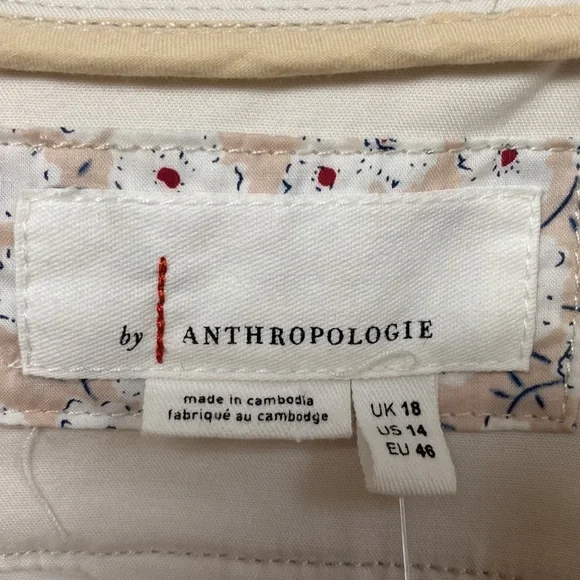 by ANTHROPOLOGIE
made in cambodia
fabriqué au cambodge
UK 18
US 14
EU 46